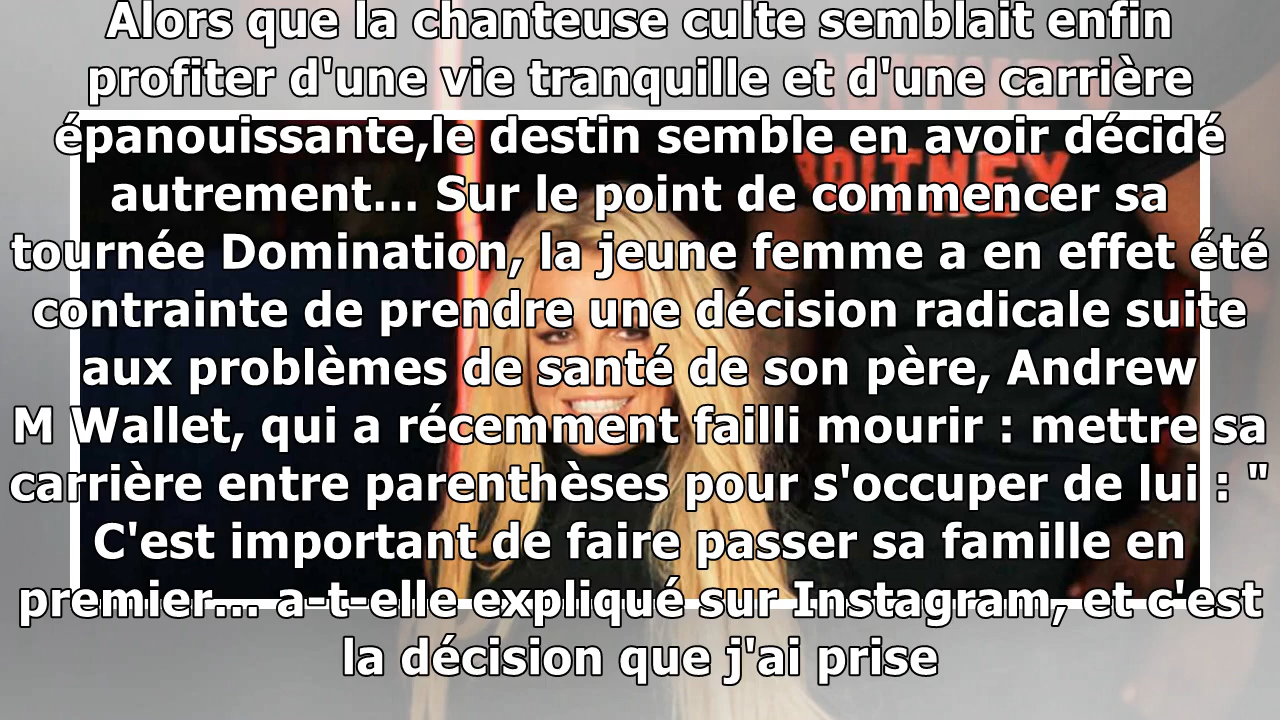 Alors que la chanteuse culte semblait enfin
profiter d'une vie tranquille et d'une carrière
épanouissante,le destin semble en avoir décidé
autrement... Sur le point de commencer sa
tournée Domination, la jeune femme a en effet été
contrainte de prendre une décision radicale suite
aux problèmes de santé de son père, Andrew
M Wallet, qui a récemment failli mourir : mettre sa
carrière entre parenthèses pour s'occuper de lui : "
C'est important de faire passer sa famille en
premier... a-t-elle expliqué sur Instagram, et c'est
la décision que j'ai prise
BRITNEY